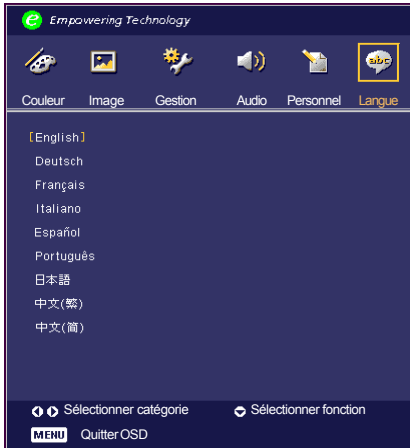 Empowering Technology
Couleur Image Gestion Audio Personnel Langue
[English]
Deutsch
Français
Italiano
Español
Português
日本語
中文(繁)
中文(簡)
Sélectionner catégorie Sélectionner fonction
MENU Quitter OSD